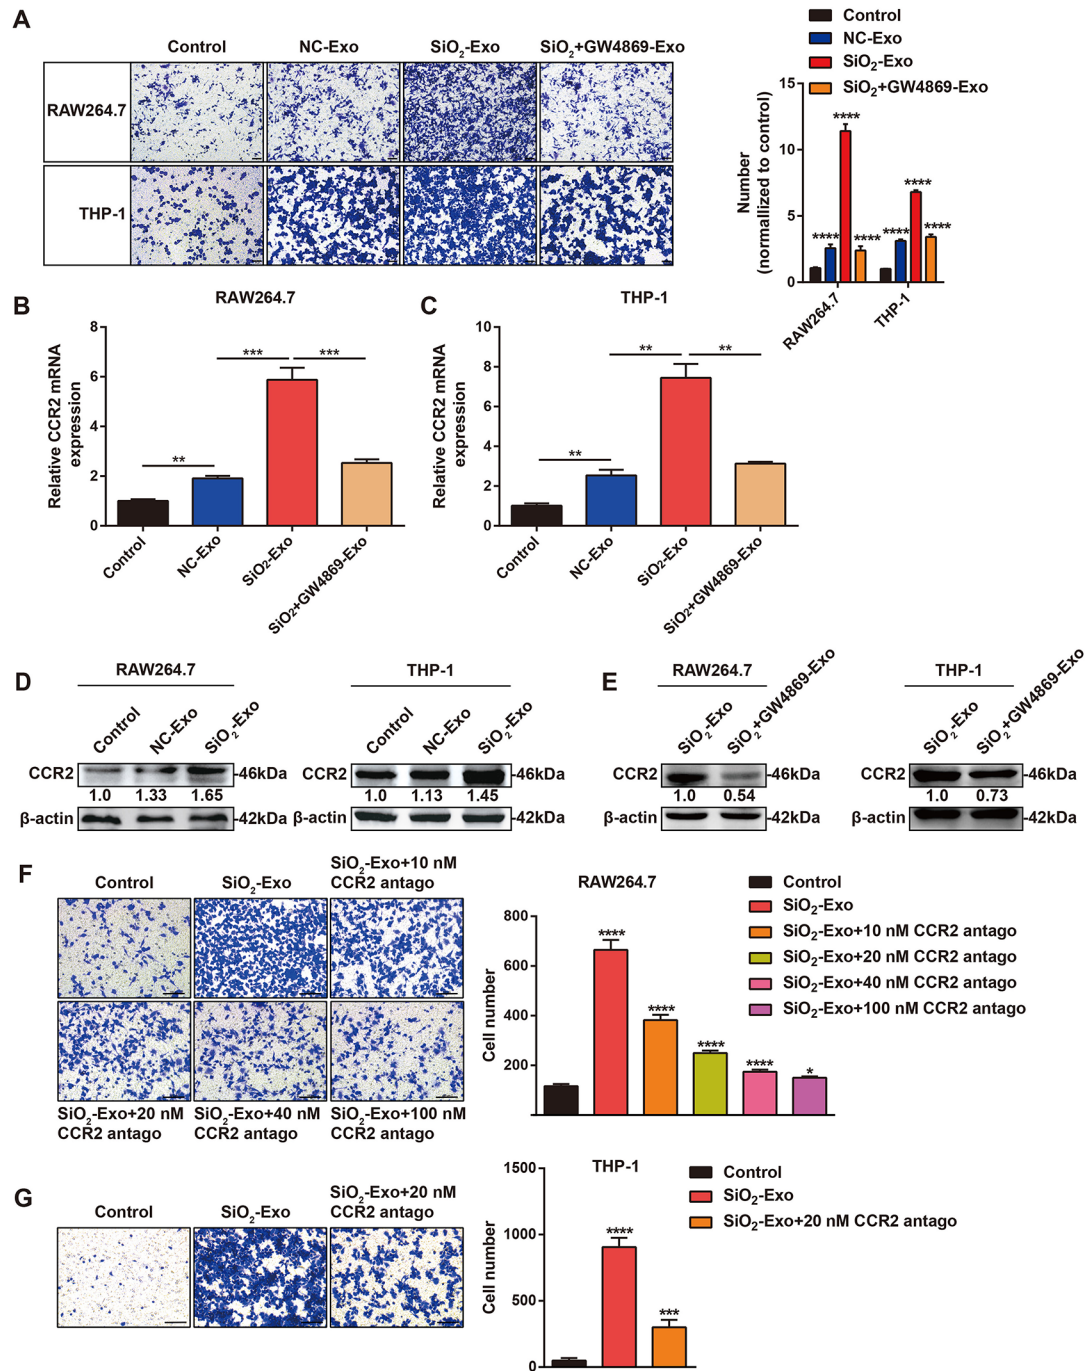 A
Control
NC-Exo
SiO2-Exo
SiO2+GW4869-Exo
RAW264.7
THP-1
Control
NC-Exo
SiO2-Exo
SiO2+GW4869-Exo
Number
(normallized to control)
15
10
5
0
****
****
****
****
****
****
RAW264.7
THP-1
B
RAW264.7
Relative CCR2 mRNA
expression
8
6
4
2
0
**
***
***
Control
NC-Exo
SiO2-Exo
SiO2+GW4869-Exo
C
THP-1
Relative CCR2 mRNA
expression
10
8
6
4
2
0
**
**
**
Control
NC-Exo
SiO2-Exo
SiO2+GW4869-Exo
D
RAW264.7
Control
NC-Exo
SiO2-Exo
CCR2
-46kDa
1.0 1.33 1.65
β-actin
-42kDa
THP-1
Control
NC-Exo
SiO2-Exo
CCR2
-46kDa
1.0 1.13 1.45
β-actin
-42kDa
E
RAW264.7
SiO2-Exo
SiO2+GW4869-Exo
CCR2
-46kDa
1.0 0.54
β-actin
-42kDa
THP-1
SiO2-Exo
SiO2+GW4869-Exo
CCR2
-46kDa
1.0 0.73
β-actin
-42kDa
F
Control
SiO2-Exo
SiO2-Exo+10 nM
CCR2 antago
SiO2-Exo+20 nM
CCR2 antago
SiO2-Exo+40 nM
CCR2 antago
SiO2-Exo+100 nM
CCR2 antago
RAW264.7
Cell number
800
600
400
200
****
****
****
****
*
Control
SiO2-Exo
SiO2-Exo+10 nM CCR2 antago
SiO2-Exo+20 nM CCR2 antago
SiO2-Exo+40 nM CCR2 antago
SiO2-Exo+100 nM CCR2 antago
G
Control
SiO2-Exo
SiO2-Exo+20 nM
CCR2 antago
THP-1
Cell number
1500
1000
500
0
****
***
Control
SiO2-Exo
SiO2-Exo+20 nM CCR2 antago